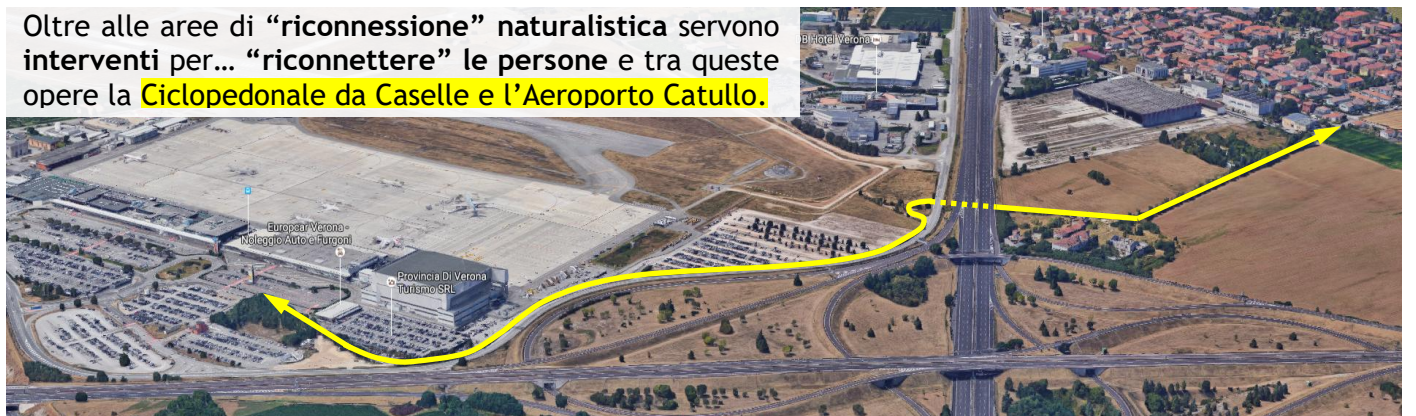 Oltre alle aree di “riconnessione” naturalistica servono
interventi per… “riconnettere” le persone e tra queste
opere la Ciclopedonale da Caselle e l’Aeroporto Catullo.
DB Hotel Verona
Europcar Verona -
Noleggio Auto e Furgoni
Provincia Di Verona
Turismo SRL